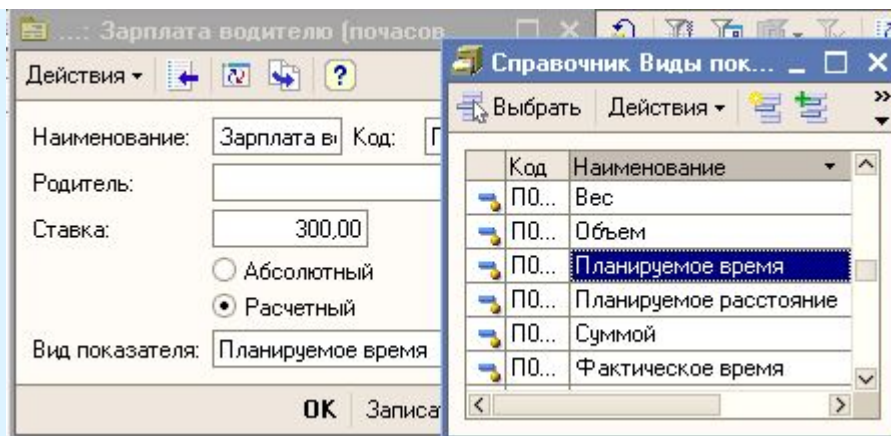 ...: Зарплата водителю (почасов
Действия
Наименование: Зарплата в Код:
Родитель:
Ставка: 300,00
Абсолютный
Расчетный
Вид показателя: Планируемое время
OK Записа
Справочник Виды пок...
Выбрать Действия
Код Наименование
П0... Вес
П0... Объем
П0... Планируемое время
П0... Планируемое расстояние
П0... Суммой
П0... Фактическое время